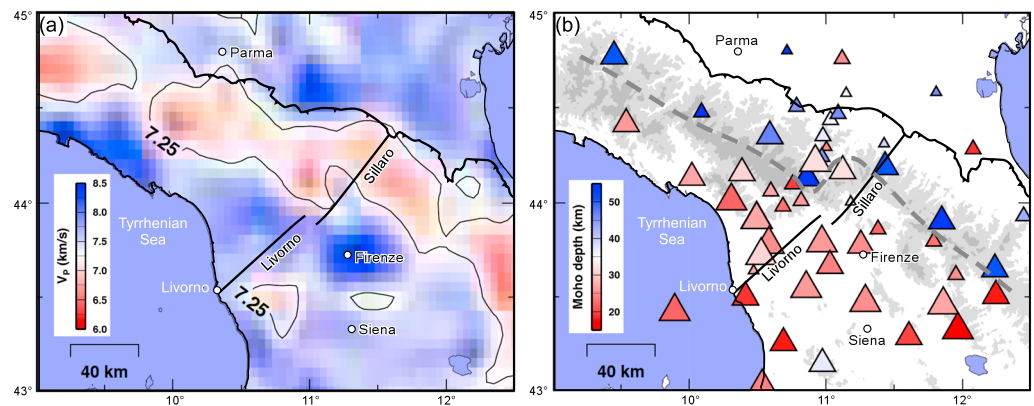 (a)
45°
44°
43°
10°
11°
12°
Parma
7.25
Sillaro
Tyrrhenian
Sea
Livorno
Livorno
Firenze
7.25
Siena
VP (km/s)
8.5
8.0
7.5
7.0
6.5
6.0
40 km
(b)
45°
44°
43°
10°
11°
12°
Parma
Sillaro
Tyrrhenian
Sea
Livorno
Livorno
Firenze
Siena
Moho depth (km)
50
40
30
20
40 km